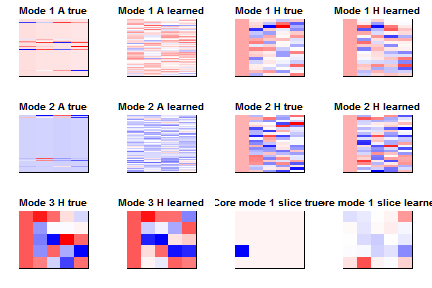 Mode 1 A true
Mode 1 A learned
Mode 1 H true
Mode 1 H learned
Mode 2 A true
Mode 2 A learned
Mode 2 H true
Mode 2 H learned
Mode 3 H true
Mode 3 H learned
Core mode 1 slice true
re mode 1 slice learne